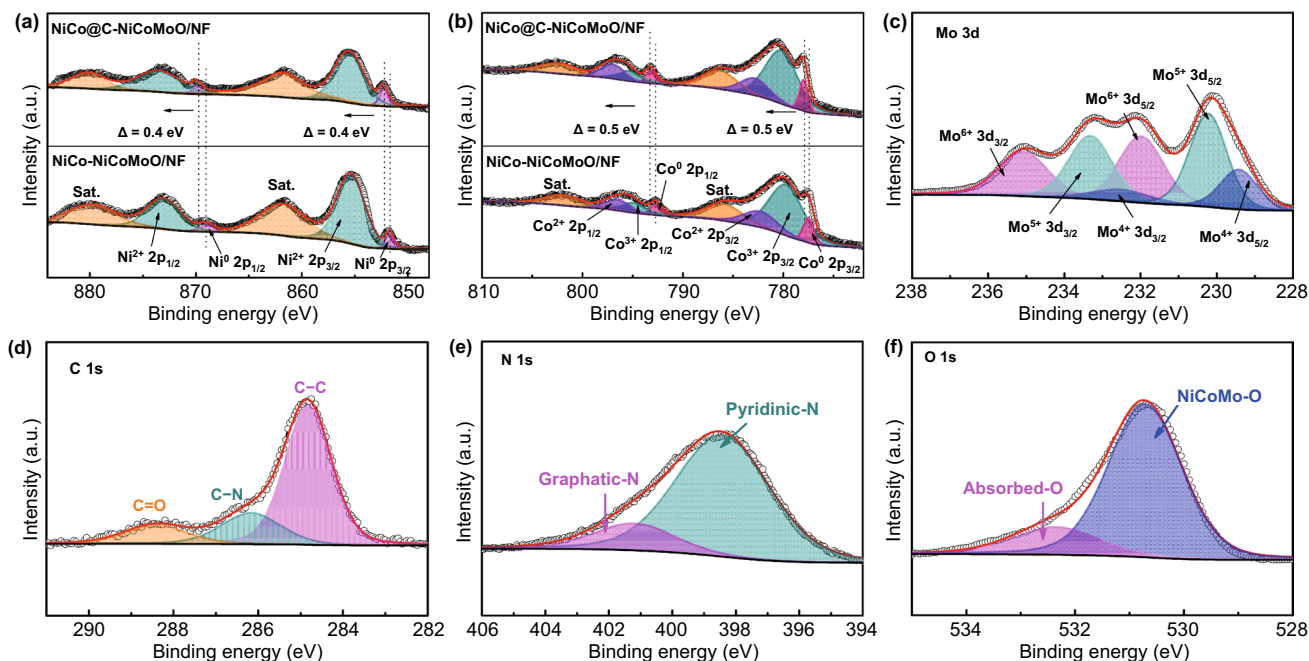 (a)
NiCo@C-NiCoMoO/NF
Δ = 0.4 eV
Δ = 0.4 eV
NiCo-NiCoMoO/NF
Sat.
Sat.
Ni²⁺ 2p₁/₂
Ni⁰ 2p₁/₂
Ni²⁺ 2p₃/₂
Ni⁰ 2p₃/₂
Intensity (a.u.)
880 870 860 850
Binding energy (eV)
(b)
NiCo@C-NiCoMoO/NF
Δ = 0.5 eV
Δ = 0.5 eV
NiCo-NiCoMoO/NF
Sat.
Co⁰ 2p₁/₂
Sat.
Co²⁺ 2p₁/₂
Co³⁺ 2p₁/₂
Co²⁺ 2p₃/₂
Co³⁺ 2p₃/₂
Co⁰ 2p₃/₂
Intensity (a.u.)
810 800 790 780
Binding energy (eV)
(c)
Mo 3d
Mo⁶⁺ 3d₃/₂
Mo⁶⁺ 3d₅/₂
Mo⁵⁺ 3d₅/₂
Mo⁵⁺ 3d₃/₂
Mo⁴⁺ 3d₃/₂
Mo⁴⁺ 3d₅/₂
Intensity (a.u.)
238 236 234 232 230 228
Binding energy (eV)
(d)
C 1s
C−C
C−N
C=O
Intensity (a.u.)
290 288 286 284 282
Binding energy (eV)
(e)
N 1s
Pyridinic-N
Graphatic-N
Intensity (a.u.)
406 404 402 400 398 396 394
Binding energy (eV)
(f)
O 1s
NiCoMo-O
Absorbed-O
Intensity (a.u.)
534 532 530 528
Binding energy (eV)